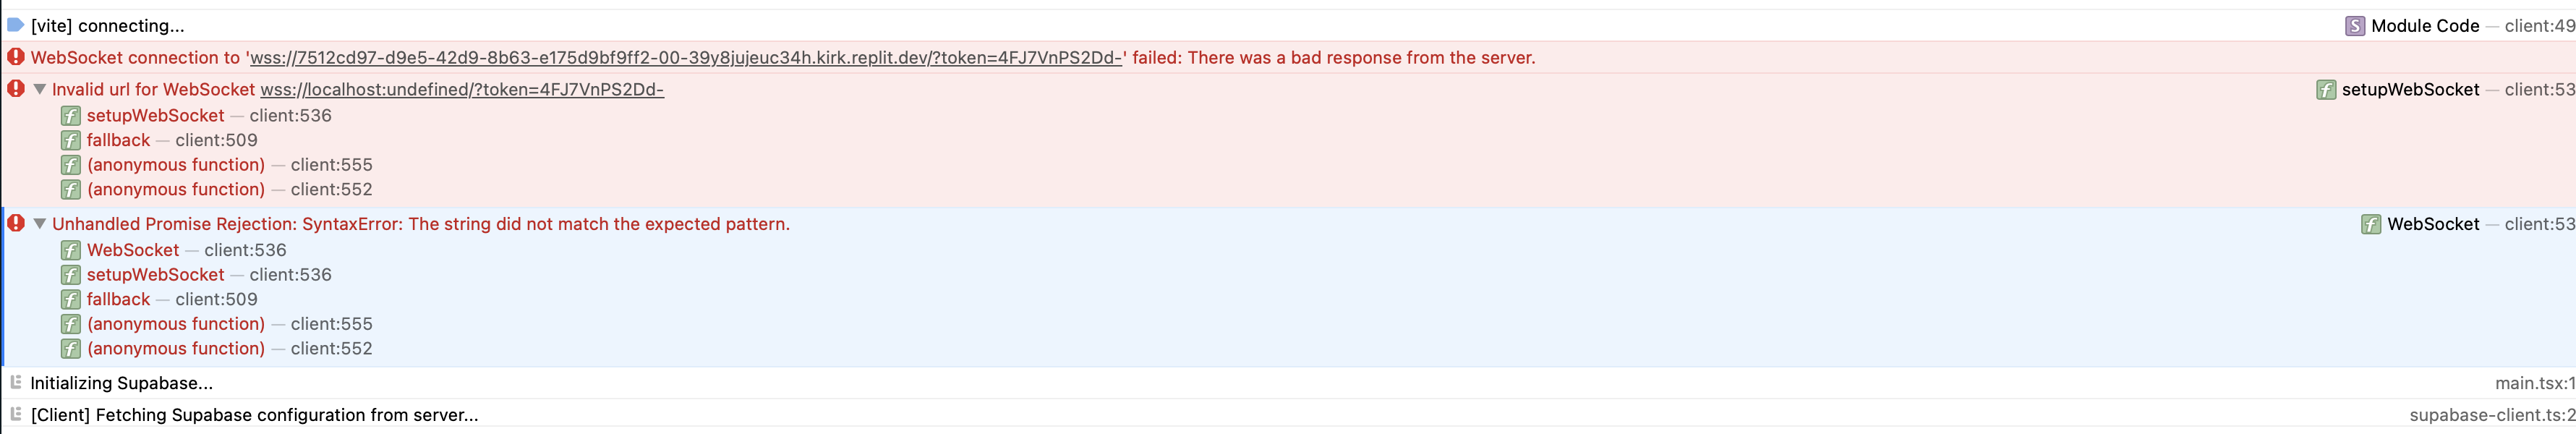 [vite] connecting... S Module Code — client:49
WebSocket connection to 'wss://7512cd97-d9e5-42d9-8b63-e175d9bf9ff2-00-39y8jujeuc34h.kirk.replit.dev/?token=4FJ7VnPS2Dd-' failed: There was a bad response from the server.
Invalid url for WebSocket wss://localhost:undefined/?token=4FJ7VnPS2Dd- f setupWebSocket — client:53
f setupWebSocket — client:536
f fallback — client:509
f (anonymous function) — client:555
f (anonymous function) — client:552
Unhandled Promise Rejection: SyntaxError: The string did not match the expected pattern. f WebSocket — client:53
f WebSocket — client:536
f setupWebSocket — client:536
f fallback — client:509
f (anonymous function) — client:555
f (anonymous function) — client:552
Initializing Supabase... main.tsx:1
[Client] Fetching Supabase configuration from server... supabase-client.ts:2